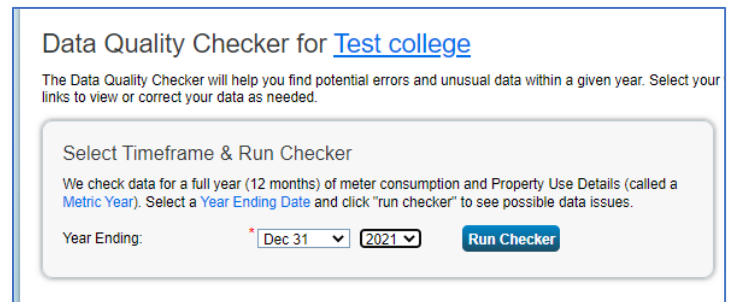 Data Quality Checker for Test college
The Data Quality Checker will help you find potential errors and unusual data within a given year. Select your
links to view or correct your data as needed.
Select Timeframe & Run Checker
We check data for a full year (12 months) of meter consumption and Property Use Details (called a
Metric Year). Select a Year Ending Date and click "run checker" to see possible data issues.
Year Ending: * Dec 31 2021 Run Checker